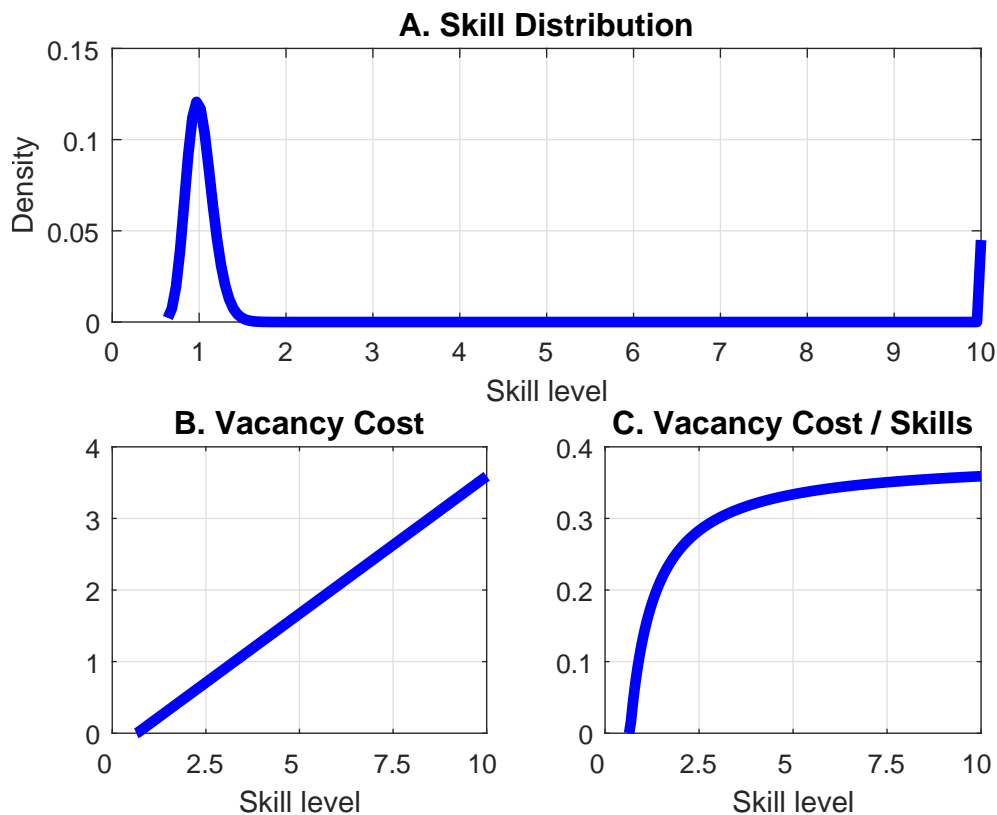 A. Skill Distribution
0.15
0.1
0.05
0
Density
0 1 2 3 4 5 6 7 8 9 10
Skill level
B. Vacancy Cost
4
3
2
1
0
0 2.5 5 7.5 10
Skill level
C. Vacancy Cost / Skills
0.4
0.3
0.2
0.1
0
0 2.5 5 7.5 10
Skill level